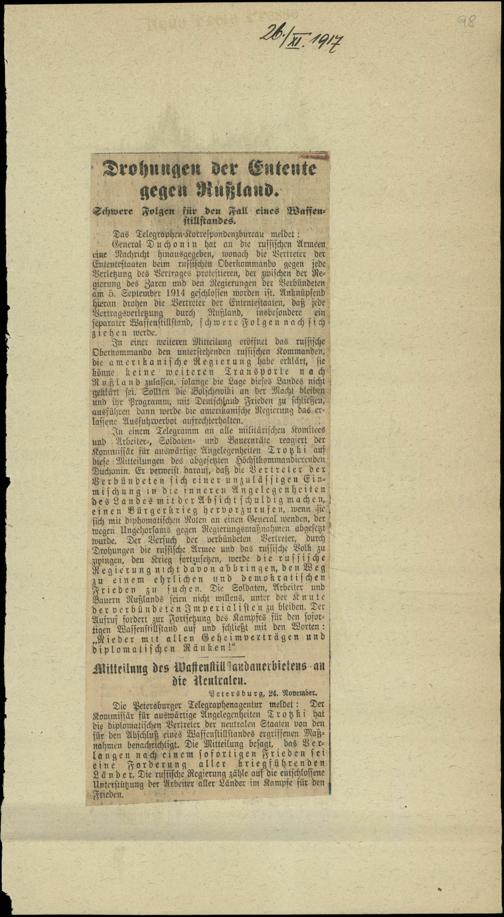 98
26./XI. 1917
Drohungen der Entente
gegen Rußland.
Schwere Folgen für den Fall eines Waffen-
stillstandes.
Das Telegraphen-Korrespondenzbureau meldet:
General Duchonin hat an die russischen Armeen
eine Nachricht hinausgegeben, wonach die Vertreter der
Ententestaaten beim russischen Oberkommando gegen jede
Verletzung des Vertrages protestieren, der zwischen der Re-
gierung des Zaren und den Regierungen der Verbündeten
am 5. September 1914 geschlossen worden ist. Anknüpfend
hieran drohen die Vertreter der Ententestaaten, daß jede
Vertragsverletzung durch Rußland, insbesondere ein
separater Waffenstillstand, schwere Folgen nach sich
ziehen werde.
In einer weiteren Mitteilung eröffnet das russische
Oberkommando den unterstehenden russischen Kommanden,
die amerikanische Regierung habe erklärt, sie
könne keine weiteren Transporte nach
Rußland zulassen, solange die Lage dieses Landes nicht
geklärt sei. Sollten die Bolschewiki an der Macht bleiben
und ihr Programm, mit Deutschland Frieden zu schließen,
ausführen dann werde die amerikanische Regierung das er-
lassene Ausfuhrverbot aufrechterhalten.
In einem Telegramm an alle militärischen Komitees
und Arbeiter-, Soldaten- und Bauernräte reagiert der
Kommissär für auswärtige Angelegenheiten Trotzki auf
diese Mitteilungen des abgesetzten Höchstkommandierenden
Duchonin. Er verweist darauf, daß die Vertreter der
Verbündeten sich einer unzulässigen Ein-
mischung in die inneren Angelegenheiten
des Landes mit der Absicht schuldig machen,
einen Bürgerkrieg hervorzurufen, wenn sie
sich mit diplomatischen Noten an einen General wenden, der
wegen Ungehorsams gegen Regierungsmaßnahmen abgesetzt
wurde. Der Versuch der verbündeten Vertreter, durch
Drohungen die russische Armee und das russische Volk zu
zwingen, den Krieg fortzusetzen, werde die russische
Regierung nicht davon abbringen, den Weg
zu einem ehrlichen und demokratischen
Frieden zu suchen. Die Soldaten, Arbeiter und
Bauern Rußlands seien nicht willens, unter der Knute
der verbündeten Imperialisten zu bleiben. Der
Aufruf fordert zur Fortsetzung des Kampfes für den sofor-
tigen Waffenstillstand auf und schließt mit den Worten:
„Nieder mit allen Geheimverträgen und
diplomatischen Ränken!"
Mitteilung des Waffenstillstandanerbietens an
die Neutralen.
Petersburg, 24. November.
Die Petersburger Telegraphenagentur meldet: Der
Kommissär für auswärtige Angelegenheiten Trotzki hat
die diplomatischen Vertreter der neutralen Staaten von den
für den Abschluß eines Waffenstillstandes ergriffenen Maß-
nahmen benachrichtigt. Die Mitteilung besagt, das Ver-
langen nach einem sofortigen Frieden sei
eine Forderung aller kriegführenden
Länder. Die russische Regierung zähle auf die entschlossene
Unterstützung der Arbeiter aller Länder im Kampfe für den
Frieden.